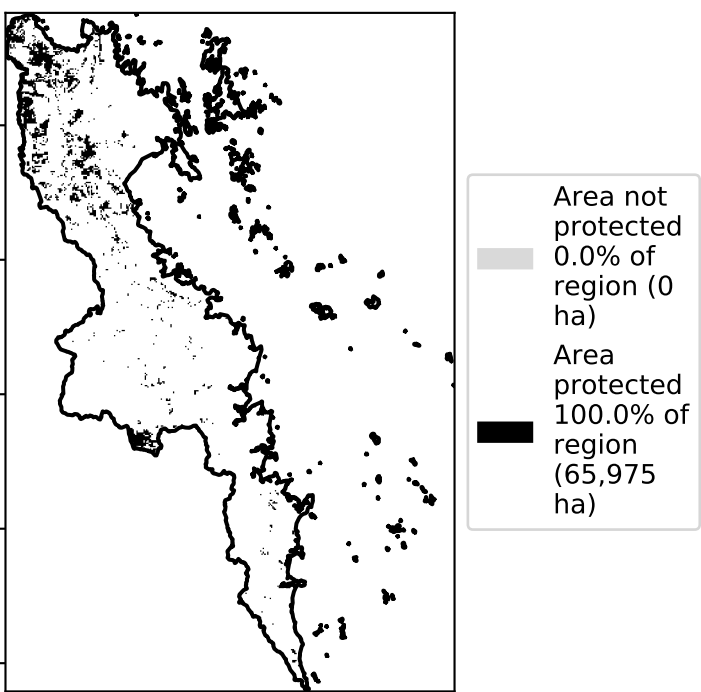 Area not
protected
0.0% of
region (0
ha)
Area
protected
100.0% of
region
(65,975
ha)